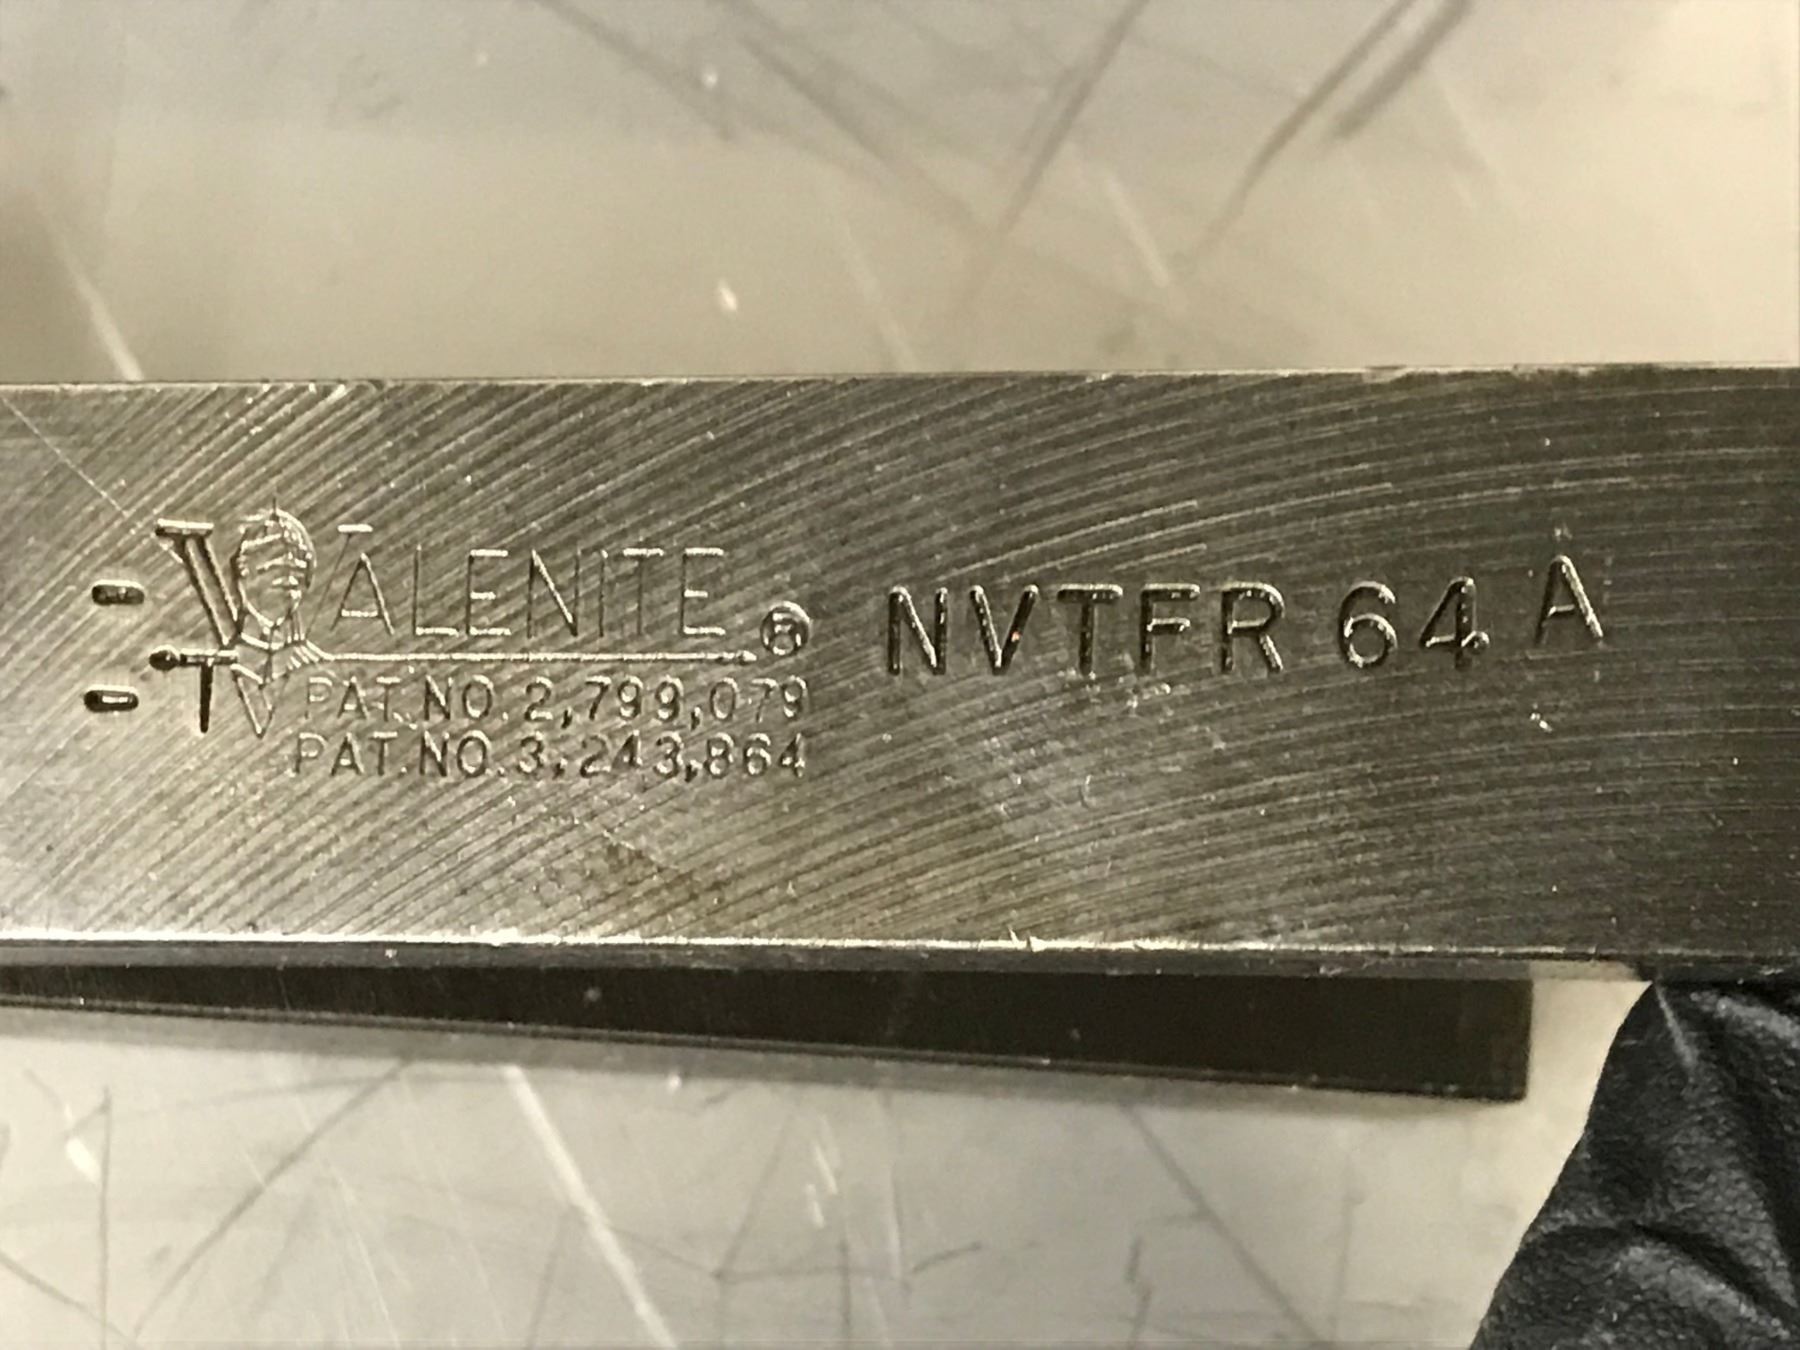 VALENITE ® NVTFR 64 A
PAT. NO. 2,799,079
PAT. NO. 3,243,864